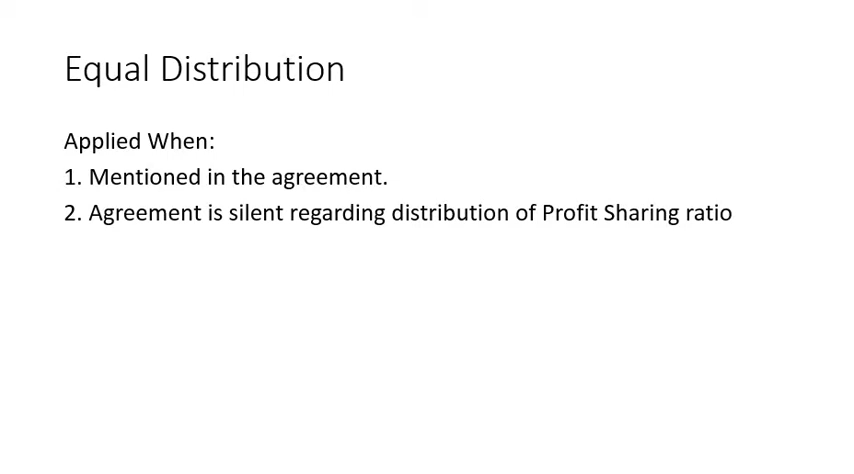 Equal Distribution
Applied When:
1. Mentioned in the agreement.
2. Agreement is silent regarding distribution of Profit Sharing ratio